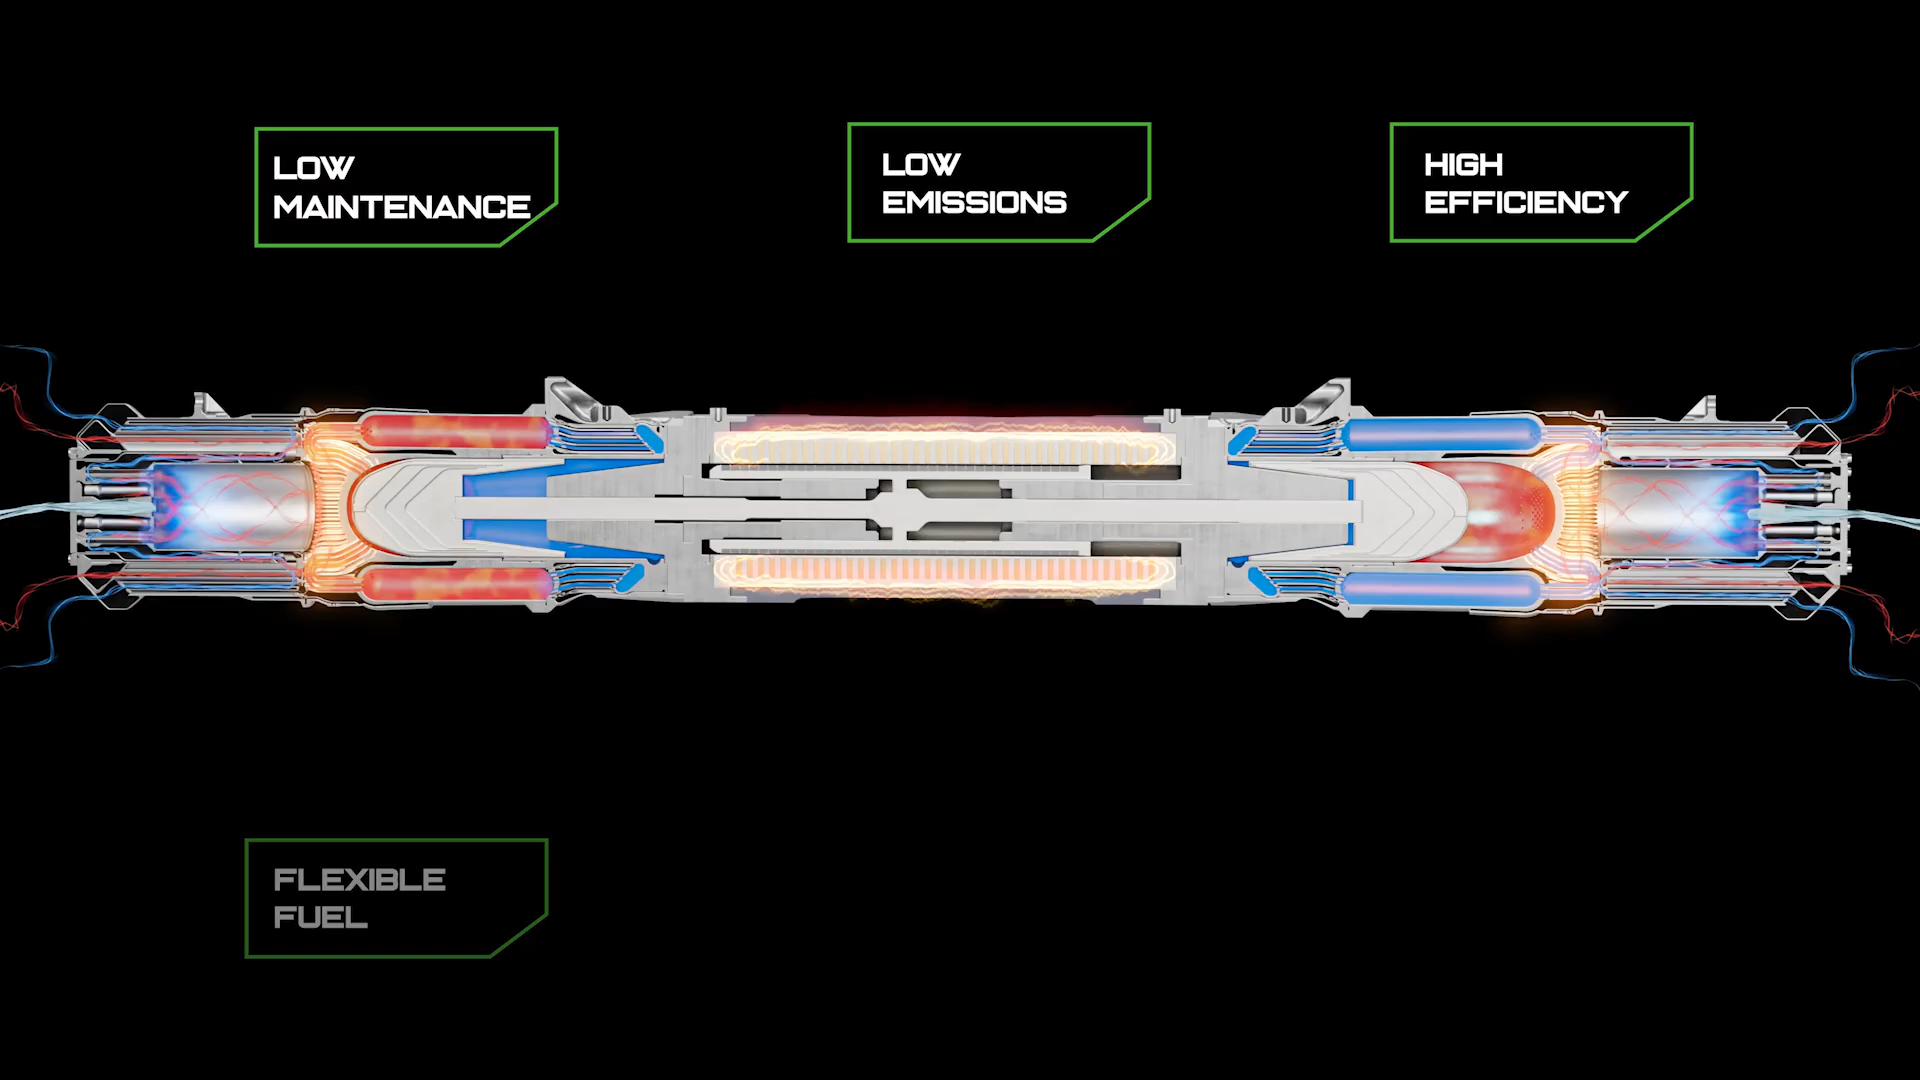 LOW
MAINTENANCE
LOW
EMISSIONS
HIGH
EFFICIENCY
FLEXIBLE
FUEL